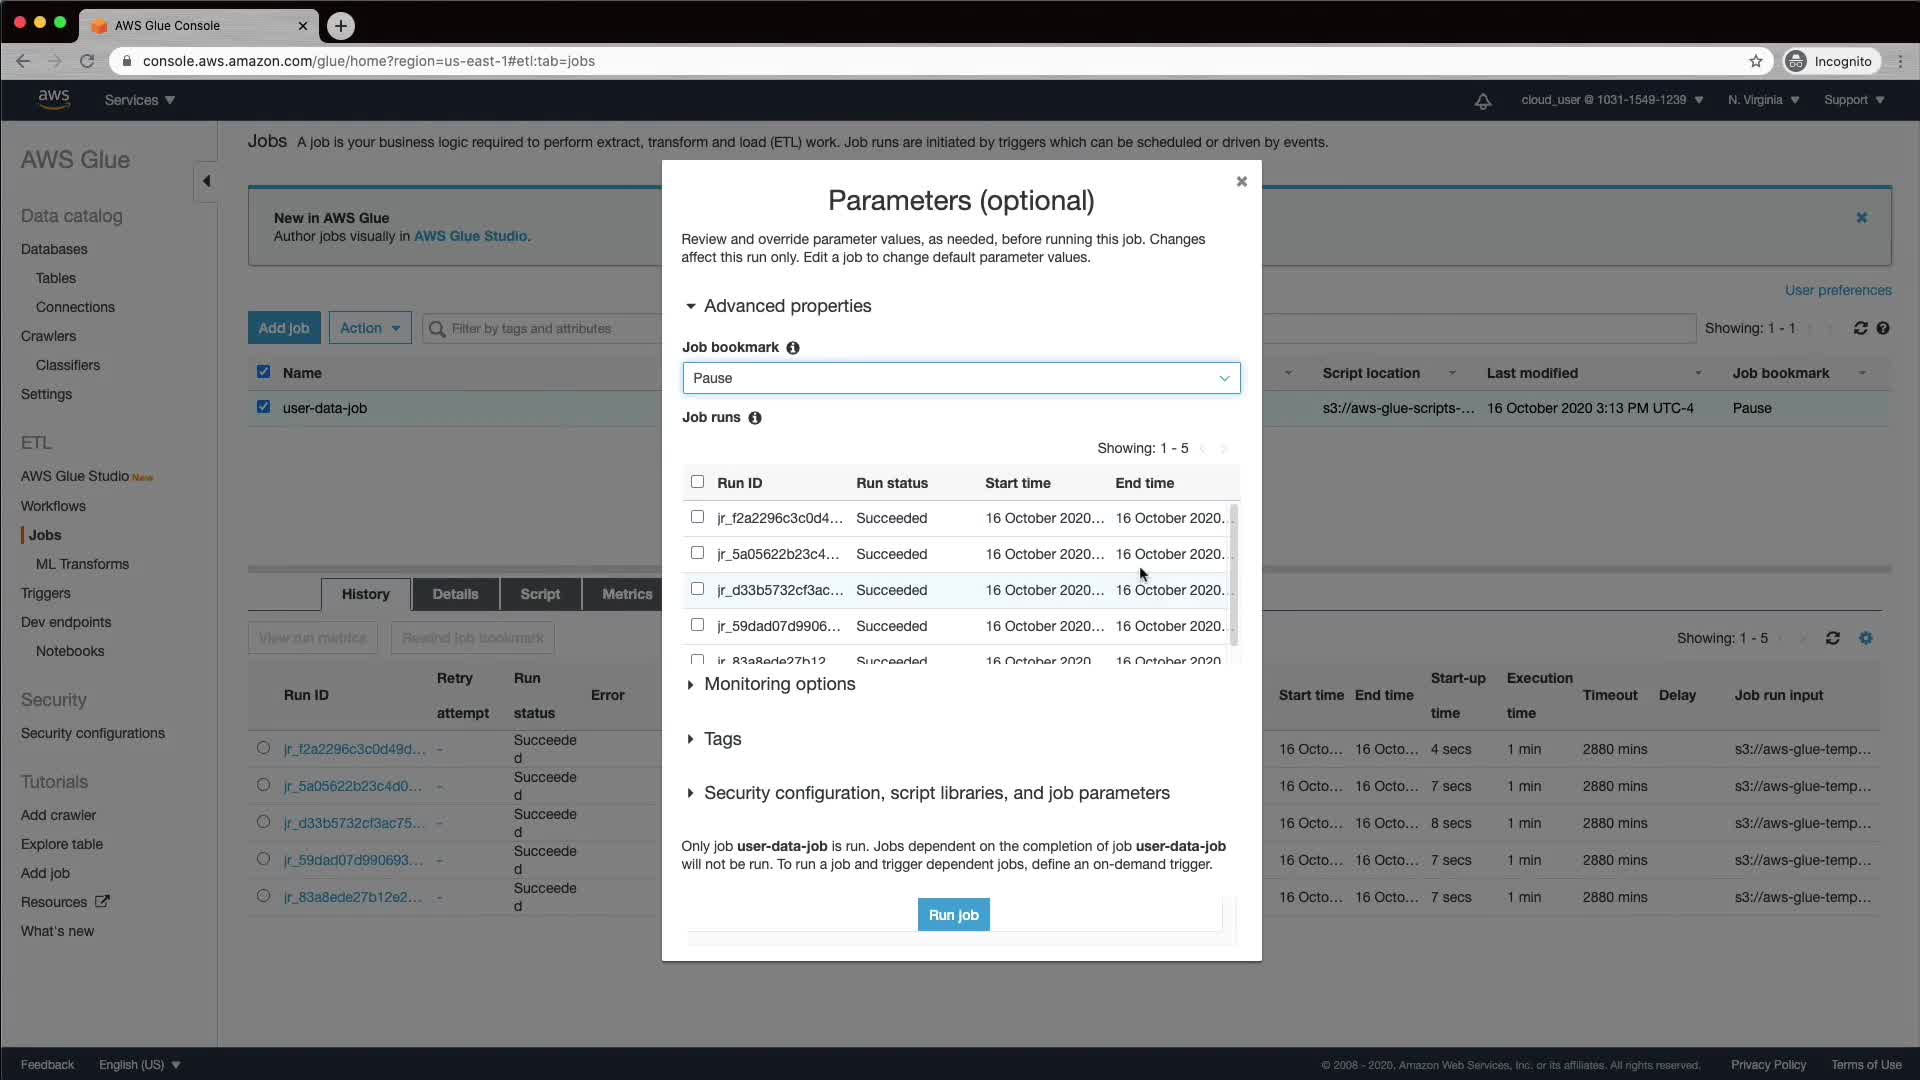 AWS Glue Console
console.aws.amazon.com/glue/home?region=us-east-1#etl:tab=jobs
Incognito
aws
Services
cloud_user @ 1031-1549-1239
N. Virginia
Support
AWS Glue
Data catalog
Databases
Tables
Connections
Crawlers
Classifiers
Settings
ETL
AWS Glue Studio New
Workflows
Jobs
ML Transforms
Triggers
Dev endpoints
Notebooks
Security
Security configurations
Tutorials
Add crawler
Explore table
Add job
Resources
What's new
Jobs A job is your business logic required to perform extract, transform and load (ETL) work. Job runs are initiated by triggers which can be scheduled or driven by events.
New in AWS Glue
Author jobs visually in AWS Glue Studio.
User preferences
Add job
Action
Filter by tags and attributes
Showing: 1 - 1
Name
Script location
Last modified
Job bookmark
user-data-job
s3://aws-glue-scripts-...
16 October 2020 3:13 PM UTC-4
Pause
History
Details
Script
Metrics
View run metrics
Rewind job bookmark
Showing: 1 - 5
Run ID
Retry attempt
Run status
Error
Start time
End time
Start-up time
Execution time
Timeout
Delay
Job run input
jr_f2a2296c3c0d49d... - Succeeded 16 Octo... 16 Octo... 4 secs 1 min 2880 mins s3://aws-glue-temp...
jr_5a05622b23c4d0... - Succeeded 16 Octo... 16 Octo... 7 secs 1 min 2880 mins s3://aws-glue-temp...
jr_d33b5732cf3ac75... - Succeeded 16 Octo... 16 Octo... 8 secs 1 min 2880 mins s3://aws-glue-temp...
jr_59dad07d990693... - Succeeded 16 Octo... 16 Octo... 7 secs 1 min 2880 mins s3://aws-glue-temp...
jr_83a8ede27b12e2... - Succeeded 16 Octo... 16 Octo... 7 secs 1 min 2880 mins s3://aws-glue-temp...
Parameters (optional)
Review and override parameter values, as needed, before running this job. Changes
affect this run only. Edit a job to change default parameter values.
Advanced properties
Job bookmark
Pause
Job runs
Showing: 1 - 5
Run ID Run status Start time End time
jr_f2a2296c3c0d4... Succeeded 16 October 2020... 16 October 2020...
jr_5a05622b23c4... Succeeded 16 October 2020... 16 October 2020...
jr_d33b5732cf3ac... Succeeded 16 October 2020... 16 October 2020...
jr_59dad07d9906... Succeeded 16 October 2020... 16 October 2020...
jr_83a8ede27b12 Succeeded 16 October 2020 16 October 2020
Monitoring options
Tags
Security configuration, script libraries, and job parameters
Only job user-data-job is run. Jobs dependent on the completion of job user-data-job
will not be run. To run a job and trigger dependent jobs, define an on-demand trigger.
Run job
Feedback
English (US)
© 2008 - 2020, Amazon Web Services, Inc. or its affiliates. All rights reserved.
Privacy Policy
Terms of Use